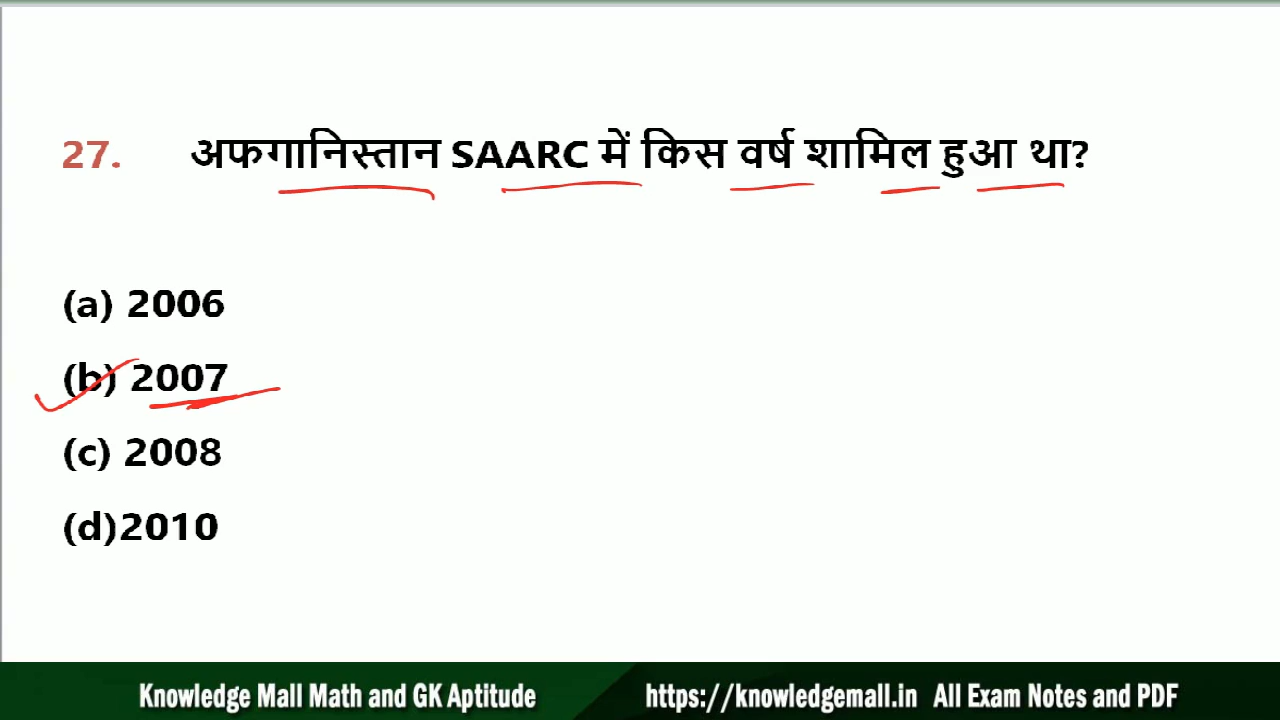 27. अफगानिस्तान SAARC में किस वर्ष शामिल हुआ था?
(a) 2006
(b) 2007
(c) 2008
(d)2010
Knowledge Mall Math and GK Aptitude https://knowledgemall.in All Exam Notes and PDF